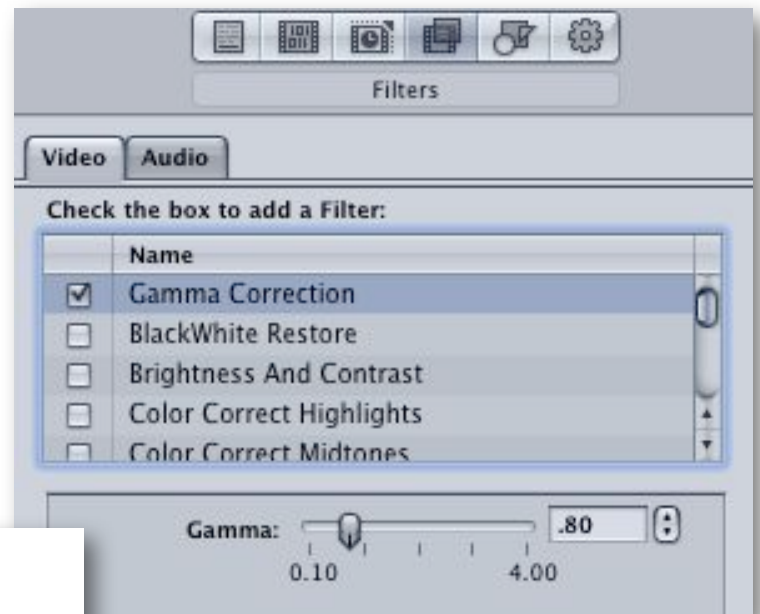 Filters
Video Audio
Check the box to add a Filter:
Name
Gamma Correction
BlackWhite Restore
Brightness And Contrast
Color Correct Highlights
Color Correct Midtones
Gamma: .80
0.10 4.00